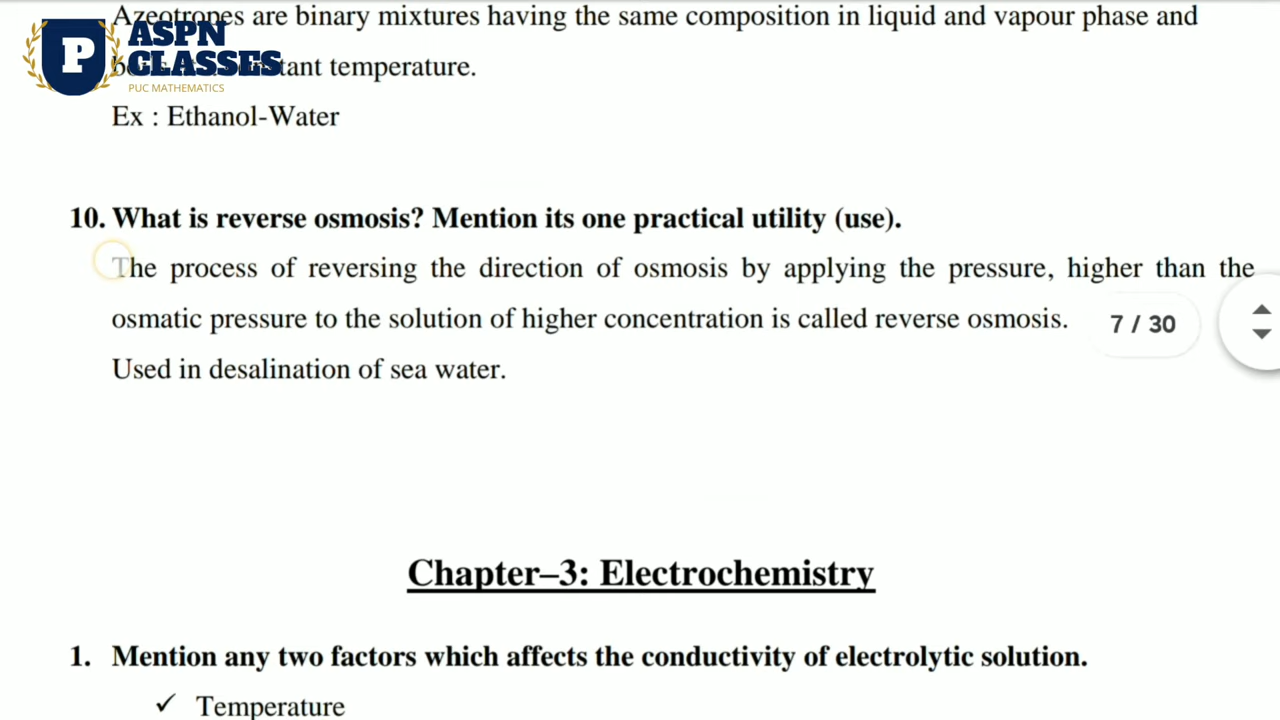 Azeotropes are binary mixtures having the same composition in liquid and vapour phase and
ASPN
CLASSES
PUC MATHEMATICS
P
temperature.
Ex : Ethanol-Water
10. What is reverse osmosis? Mention its one practical utility (use).
The process of reversing the direction of osmosis by applying the pressure, higher than the
osmatic pressure to the solution of higher concentration is called reverse osmosis.
7 / 30
Used in desalination of sea water.
Chapter–3: Electrochemistry
1. Mention any two factors which affects the conductivity of electrolytic solution.
✓ Temperature